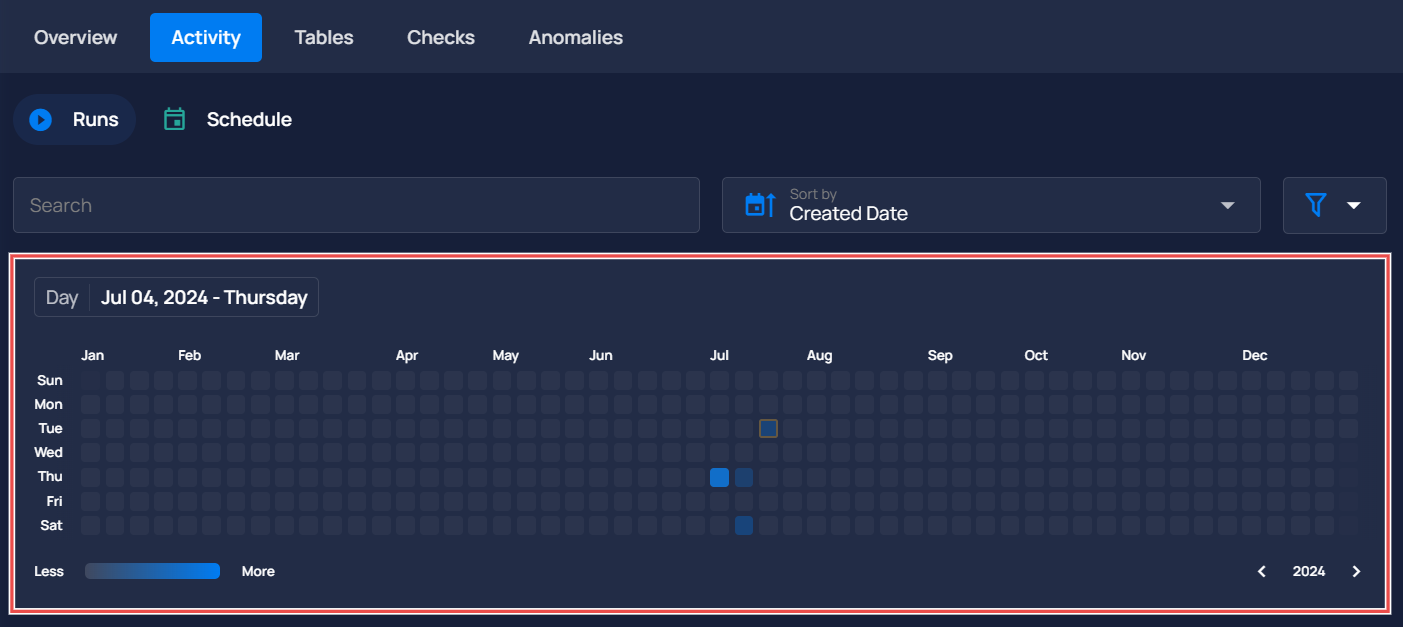 Overview Activity Tables Checks Anomalies
Runs Schedule
Search
Sort by
Created Date
Day Jul 04, 2024 - Thursday
Jan Feb Mar Apr May Jun Jul Aug Sep Oct Nov Dec
Sun
Mon
Tue
Wed
Thu
Fri
Sat
Less More 2024